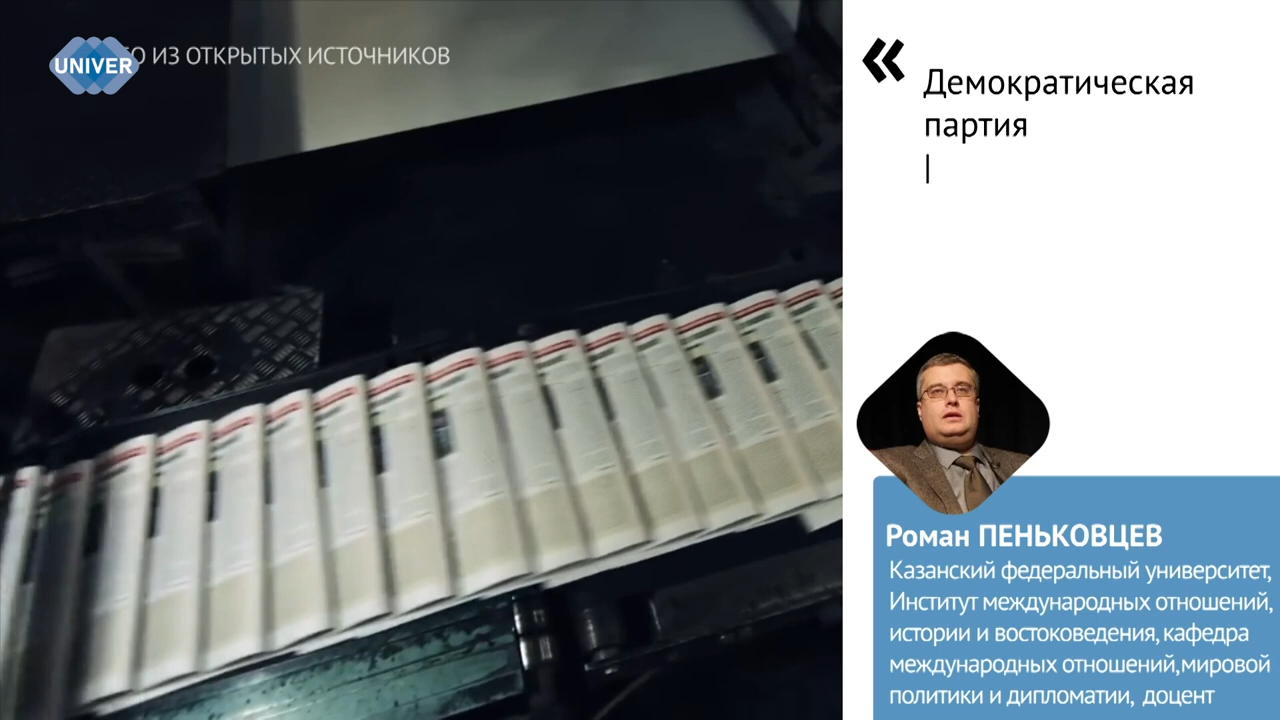 UNIVER
ИЗ ОТКРЫТЫХ ИСТОЧНИКОВ
«
Демократическая
партия
Роман ПЕНЬКОВЦЕВ
Казанский федеральный университет,
Институт международных отношений,
истории и востоковедения, кафедра
международных отношений,мировой
политики и дипломатии, доцент